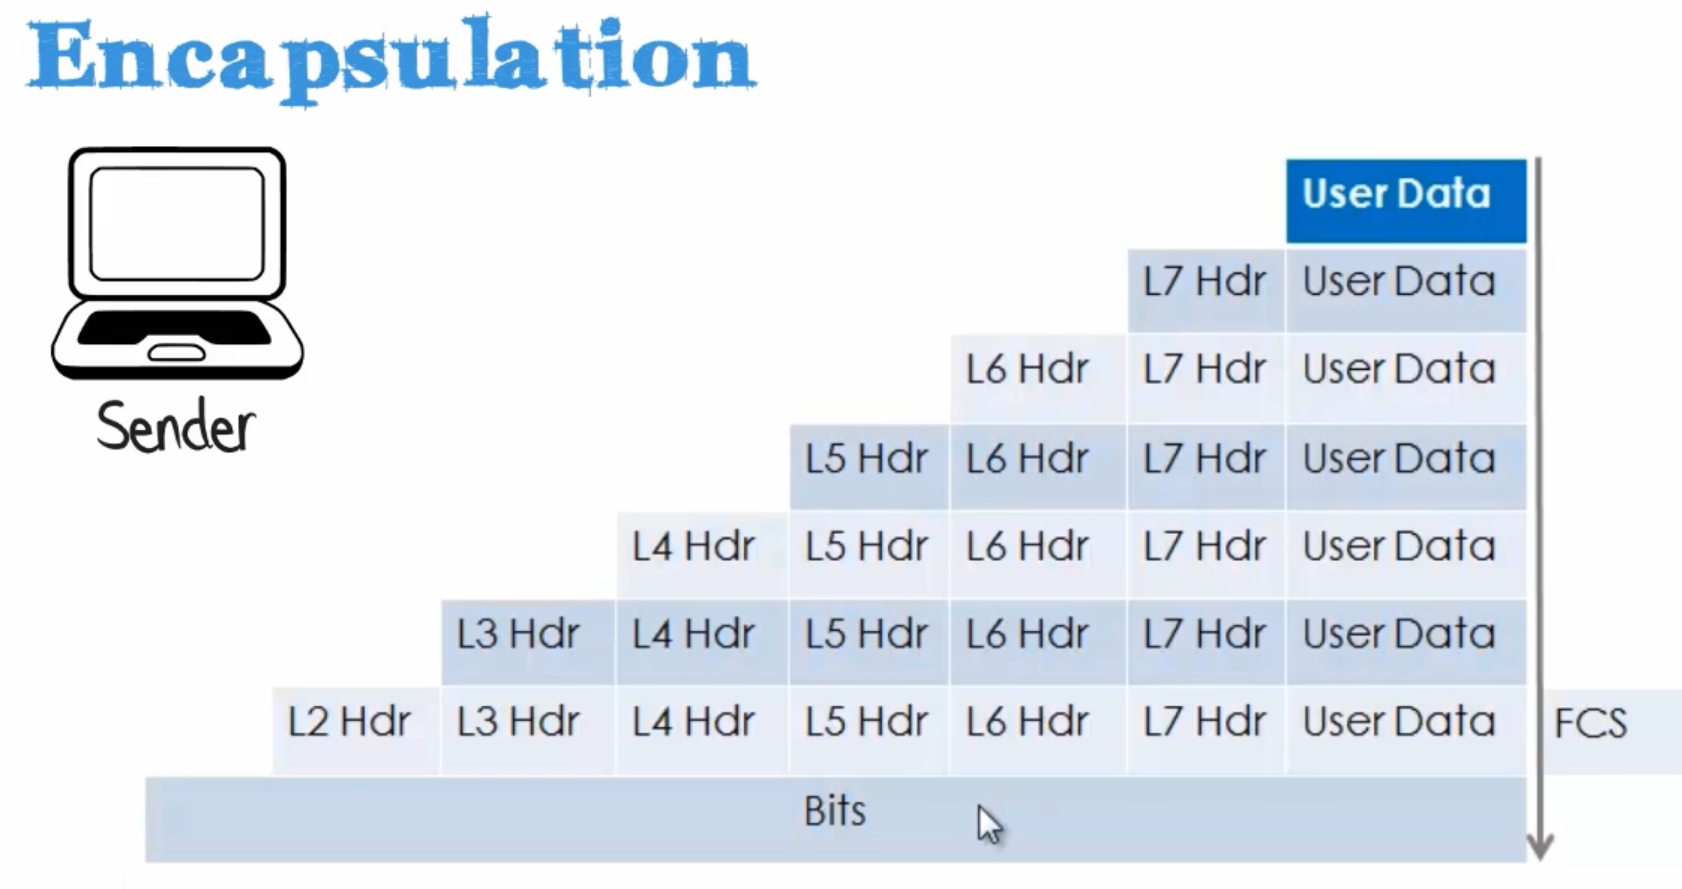 Encapsulation
Sender
User Data
L7 Hdr User Data
L6 Hdr L7 Hdr User Data
L5 Hdr L6 Hdr L7 Hdr User Data
L4 Hdr L5 Hdr L6 Hdr L7 Hdr User Data
L3 Hdr L4 Hdr L5 Hdr L6 Hdr L7 Hdr User Data
L2 Hdr L3 Hdr L4 Hdr L5 Hdr L6 Hdr L7 Hdr User Data FCS
Bits